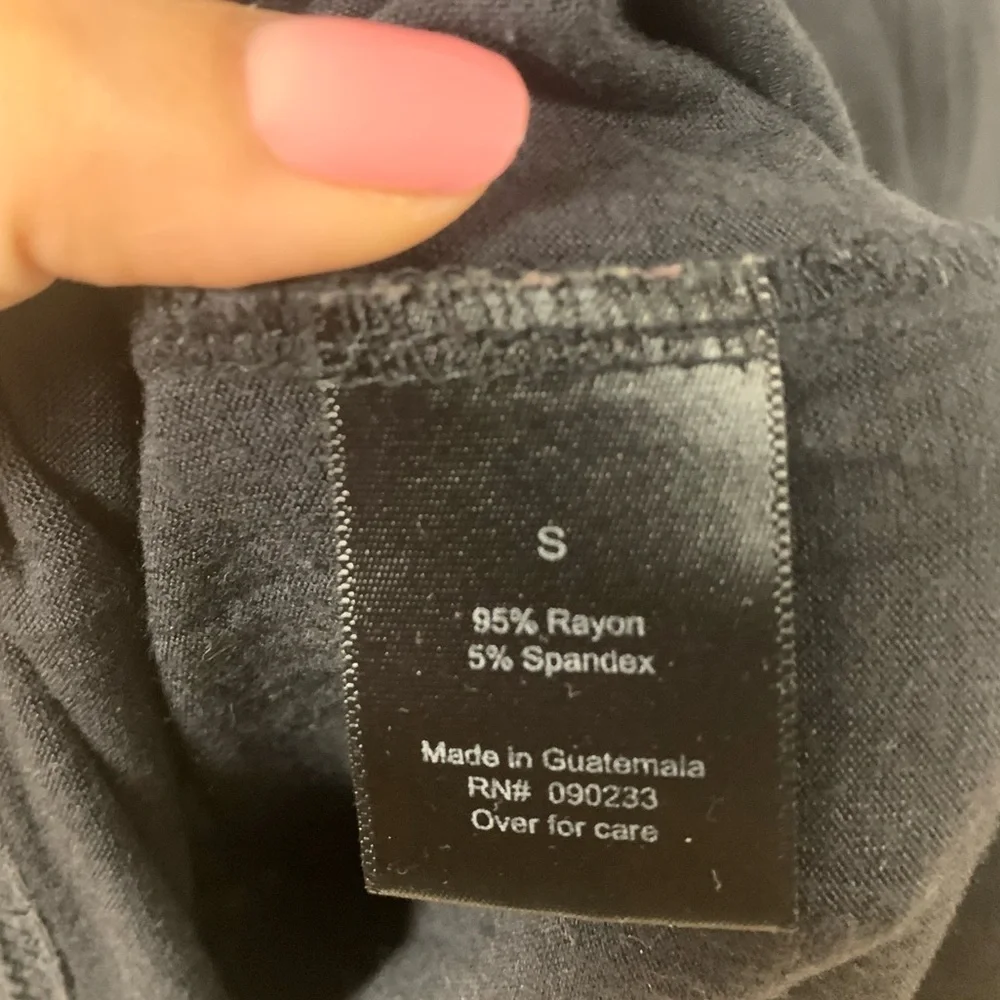 S
95% Rayon
5% Spandex
Made in Guatemala
RN# 090233
Over for care